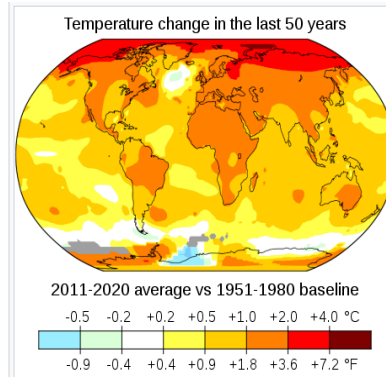 Temperature change in the last 50 years
2011-2020 average vs 1951-1980 baseline
-0.5 -0.2 +0.2 +0.5 +1.0 +2.0 +4.0 °C
-0.9 -0.4 +0.4 +0.9 +1.8 +3.6 +7.2 °F